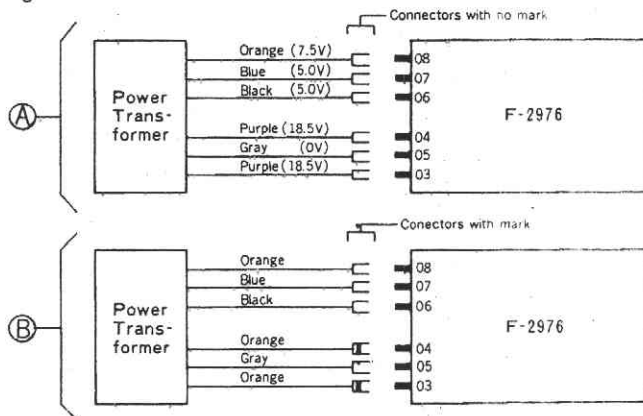 Connectors with no mark
Orange (7.5V)
Blue (5.0V)
Black (5.0V)
Purple (18.5V)
Gray (0V)
Purple (18.5V)
08
07
06
04
05
03
A
Power
Trans-
former
F-2976
Conectors with mark
Orange
Blue
Black
Orange
Gray
Orange
08
07
06
04
05
03
B
Power
Trans-
former
F-2976